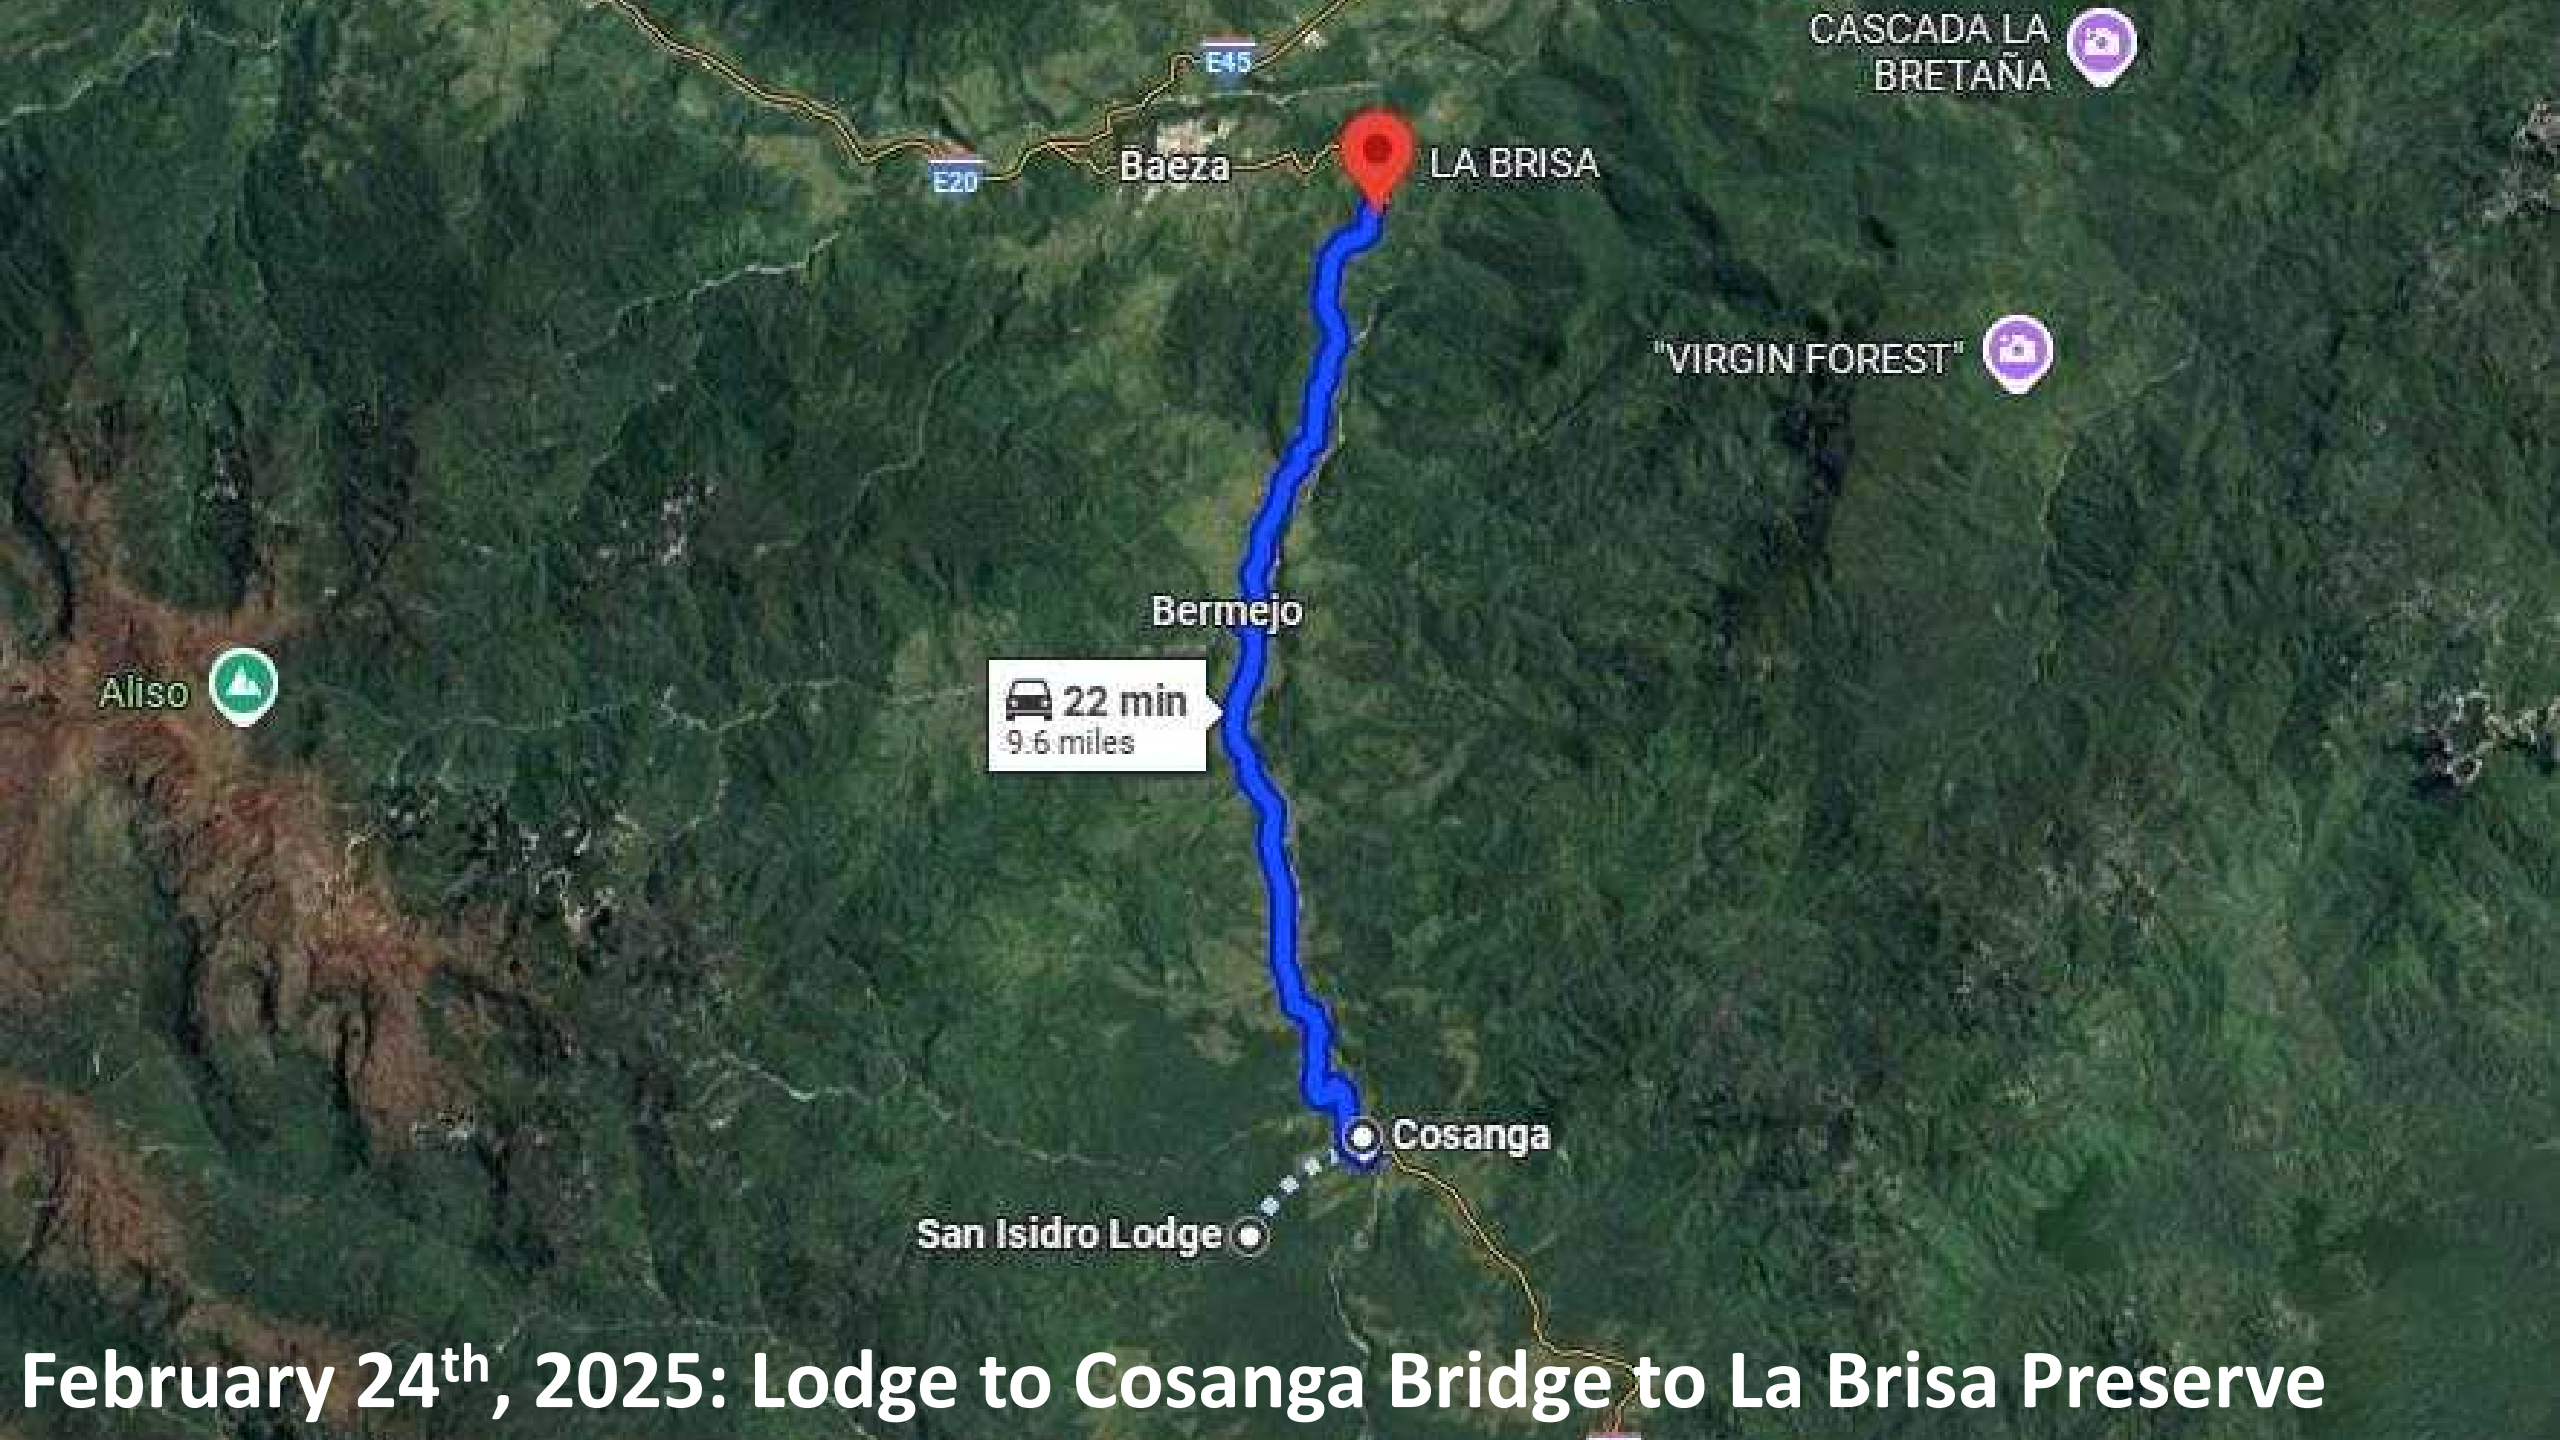 CASCADA LA
BRETAÑA
E45
Baeza
LA BRISA
E20
"VIRGIN FOREST"
Bermejo
Aliso
22 min
9.6 miles
Cosanga
San Isidro Lodge
February 24th, 2025: Lodge to Cosanga Bridge to La Brisa Preserve